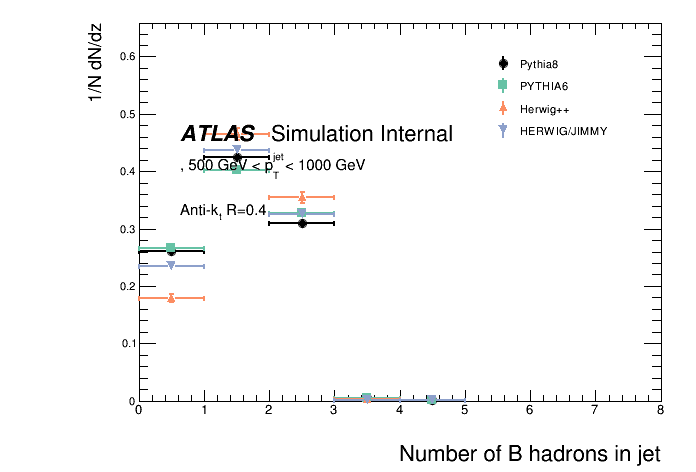 1/N dN/dz
0.6
0.5
0.4
0.3
0.2
0.1
0
Pythia8
PYTHIA6
Herwig++
HERWIG/JIMMY
ATLAS Simulation Internal
, 500 GeV < p_T^jet < 1000 GeV
Anti-k_t R=0.4
0 1 2 3 4 5 6 7 8
Number of B hadrons in jet